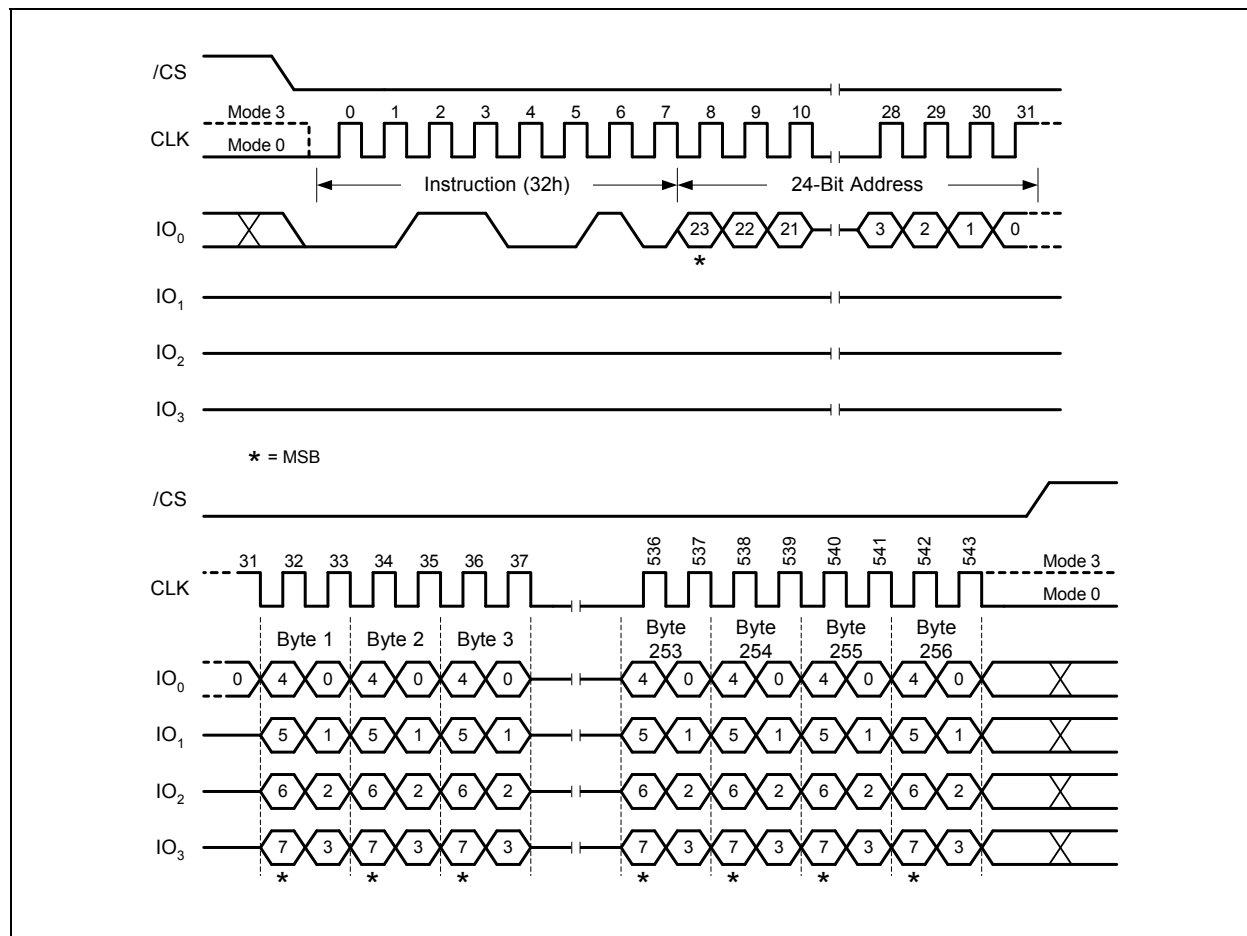 /CS
Mode 3
0 1 2 3 4 5 6 7 8 9 10 28 29 30 31
CLK
Mode 0
Instruction (32h)
24-Bit Address
IO0
23 22 21 3 2 1 0
*
IO1
IO2
IO3
* = MSB
/CS
31 32 33 34 35 36 37 536 537 538 539 540 541 542 543
Mode 3
CLK
Mode 0
Byte 1 Byte 2 Byte 3
Byte 253
Byte 254
Byte 255
Byte 256
IO0
0 4 0 4 0 4 0 4 0 4 0 4 0 4 0
IO1
5 1 5 1 5 1 5 1 5 1 5 1 5 1
IO2
6 2 6 2 6 2 6 2 6 2 6 2 6 2
IO3
7 3 7 3 7 3 7 3 7 3 7 3 7 3
* * * * * * *